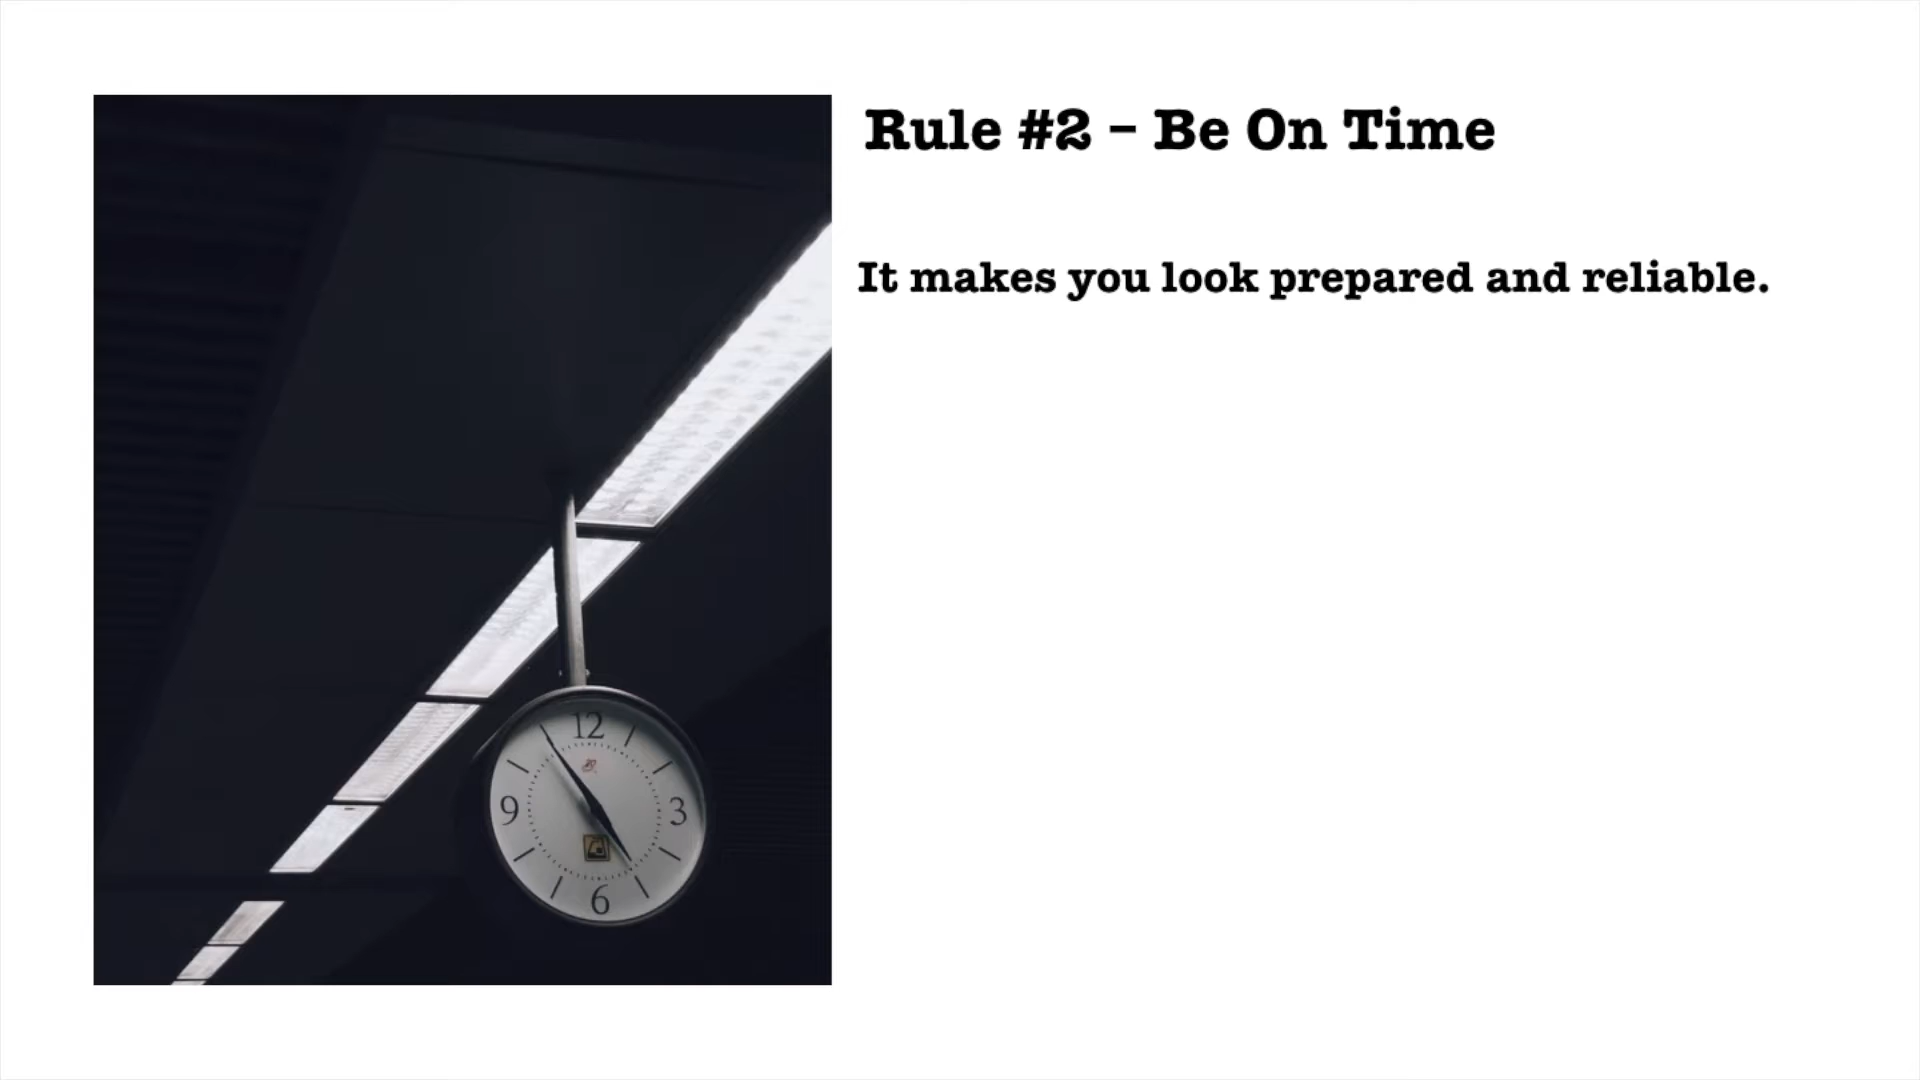 Rule #2 – Be On Time
It makes you look prepared and reliable.
12
9
3
6